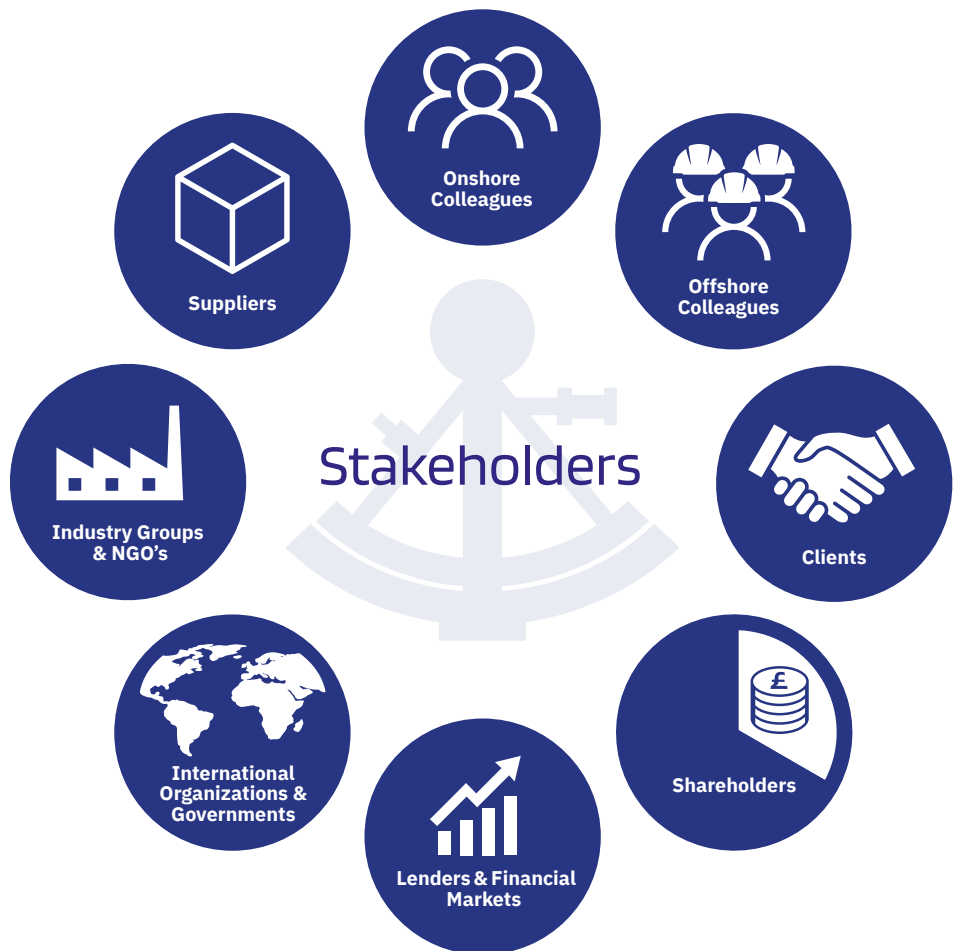 Onshore
Colleagues
Offshore
Colleagues
Clients
£
Shareholders
Lenders & Financial
Markets
International
Organizations &
Governments
Industry Groups
& NGO’s
Suppliers
Stakeholders